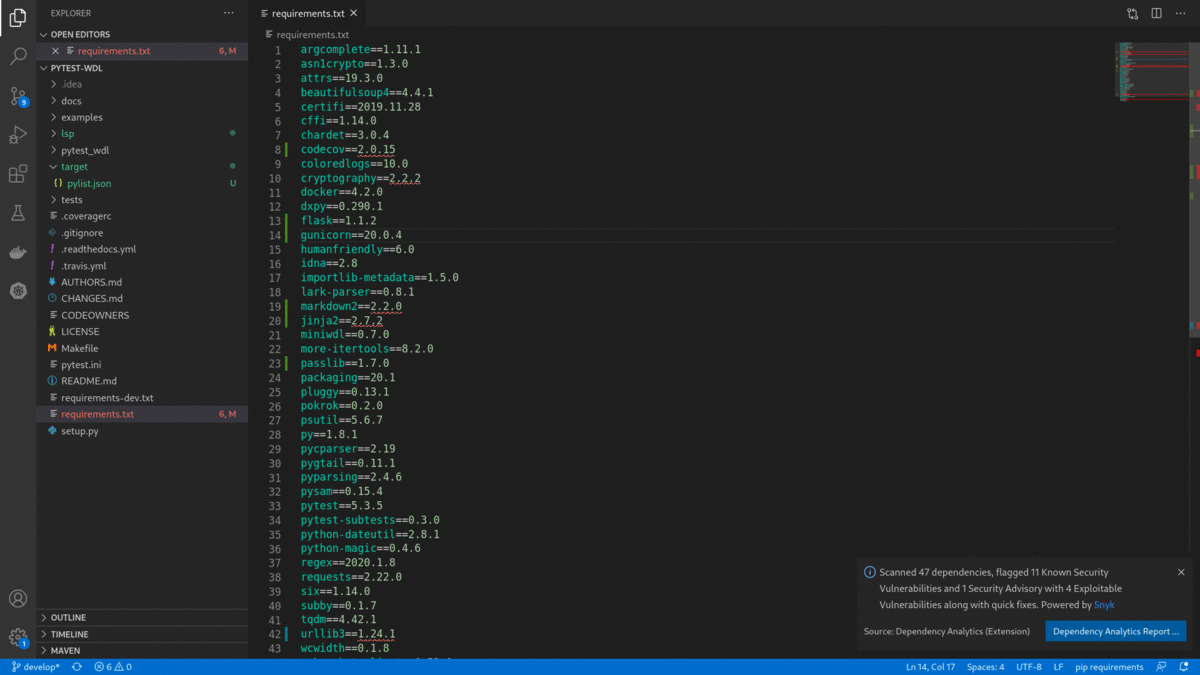 EXPLORER
OPEN EDITORS
requirements.txt 6, M
PYTEST-WDL
.idea
docs
examples
lsp
pytest_wdl
target
{} pylist.json U
tests
.coveragerc
.gitignore
! .readthedocs.yml
! .travis.yml
AUTHORS.md
CHANGES.md
CODEOWNERS
LICENSE
Makefile
pytest.ini
README.md
requirements-dev.txt
requirements.txt 6, M
setup.py
OUTLINE
TIMELINE
MAVEN
9
1
requirements.txt
requirements.txt
1 argcomplete==1.11.1
2 asn1crypto==1.3.0
3 attrs==19.3.0
4 beautifulsoup4==4.4.1
5 certifi==2019.11.28
6 cffi==1.14.0
7 chardet==3.0.4
8 codecov==2.0.15
9 coloredlogs==10.0
10 cryptography==2.2.2
11 docker==4.2.0
12 dxpy==0.290.1
13 flask==1.1.2
14 gunicorn==20.0.4
15 humanfriendly==6.0
16 idna==2.8
17 importlib-metadata==1.5.0
18 lark-parser==0.8.1
19 markdown2==2.2.0
20 jinja2==2.7.2
21 miniwdl==0.7.0
22 more-itertools==8.2.0
23 passlib==1.7.0
24 packaging==20.1
25 pluggy==0.13.1
26 pokrok==0.2.0
27 psutil==5.6.7
28 py==1.8.1
29 pycparser==2.19
30 pygtail==0.11.1
31 pyparsing==2.4.6
32 pysam==0.15.4
33 pytest==5.3.5
34 pytest-subtests==0.3.0
35 python-dateutil==2.8.1
36 python-magic==0.4.6
37 regex==2020.1.8
38 requests==2.22.0
39 six==1.14.0
40 subby==0.1.7
41 tqdm==4.42.1
42 urllib3==1.24.1
43 wcwidth==0.1.8
Scanned 47 dependencies, flagged 11 Known Security
Vulnerabilities and 1 Security Advisory with 4 Exploitable
Vulnerabilities along with quick fixes. Powered by Snyk
Source: Dependency Analytics (Extension)
Dependency Analytics Report ...
develop* 6 0
Ln 14, Col 17 Spaces: 4 UTF-8 LF pip requirements